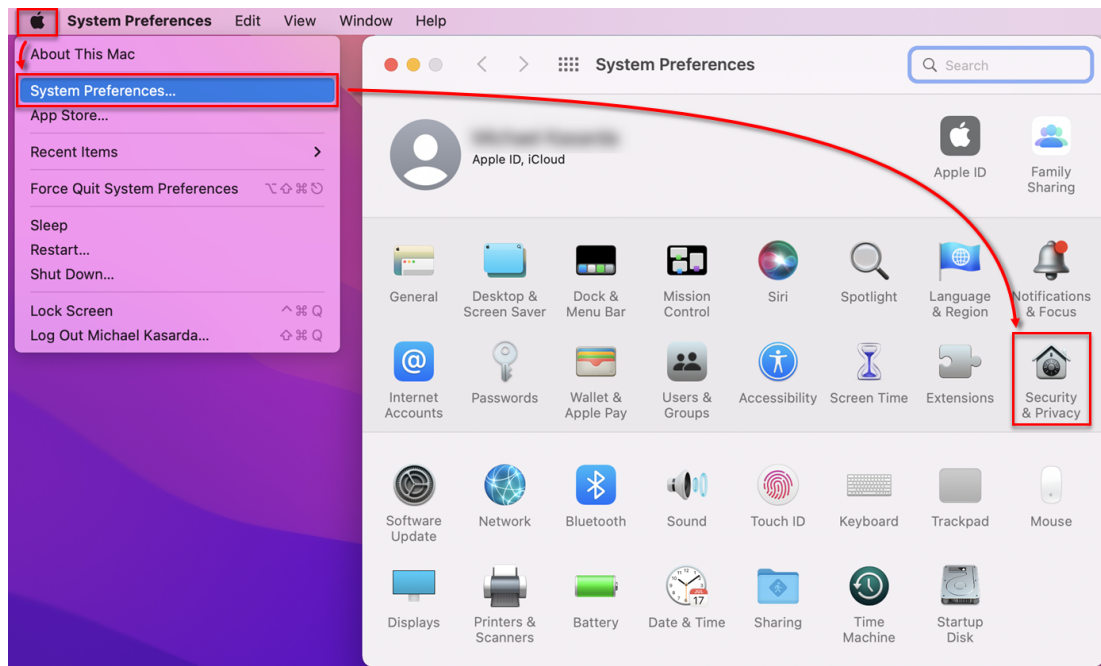 System Preferences Edit View Window Help
About This Mac
System Preferences...
App Store...
Recent Items
Force Quit System Preferences ⌥⇧⌘⎋
Sleep
Restart...
Shut Down...
Lock Screen ^⌘Q
Log Out Michael Kasarda... ⇧⌘Q
System Preferences
Search
Apple ID, iCloud
Apple ID
Family
Sharing
General
Desktop &
Screen Saver
Dock &
Menu Bar
Mission
Control
Siri
Spotlight
Language
& Region
Notifications
& Focus
Internet
Accounts
Passwords
Wallet &
Apple Pay
Users &
Groups
Accessibility
Screen Time
Extensions
Security
& Privacy
Software
Update
Network
Bluetooth
Sound
Touch ID
Keyboard
Trackpad
Mouse
Displays
Printers &
Scanners
Battery
Date & Time
17
Sharing
Time
Machine
Startup
Disk